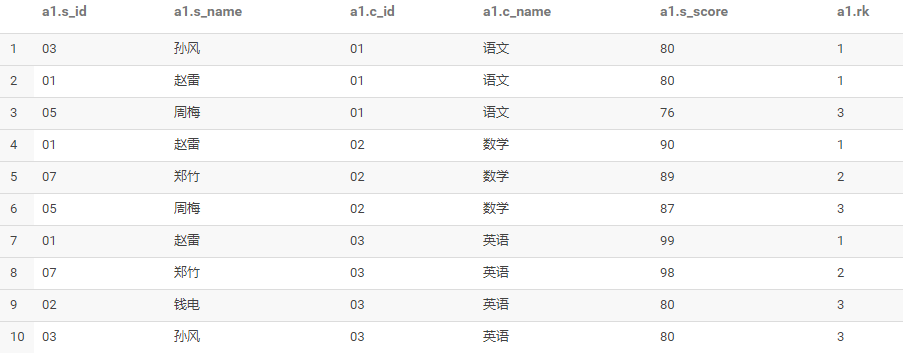 a1.s_id a1.s_name a1.c_id a1.c_name a1.s_score a1.rk
1 03 孙风 01 语文 80 1
2 01 赵雷 01 语文 80 1
3 05 周梅 01 语文 76 3
4 01 赵雷 02 数学 90 1
5 07 郑竹 02 数学 89 2
6 05 周梅 02 数学 87 3
7 01 赵雷 03 英语 99 1
8 07 郑竹 03 英语 98 2
9 02 钱电 03 英语 80 3
10 03 孙风 03 英语 80 3